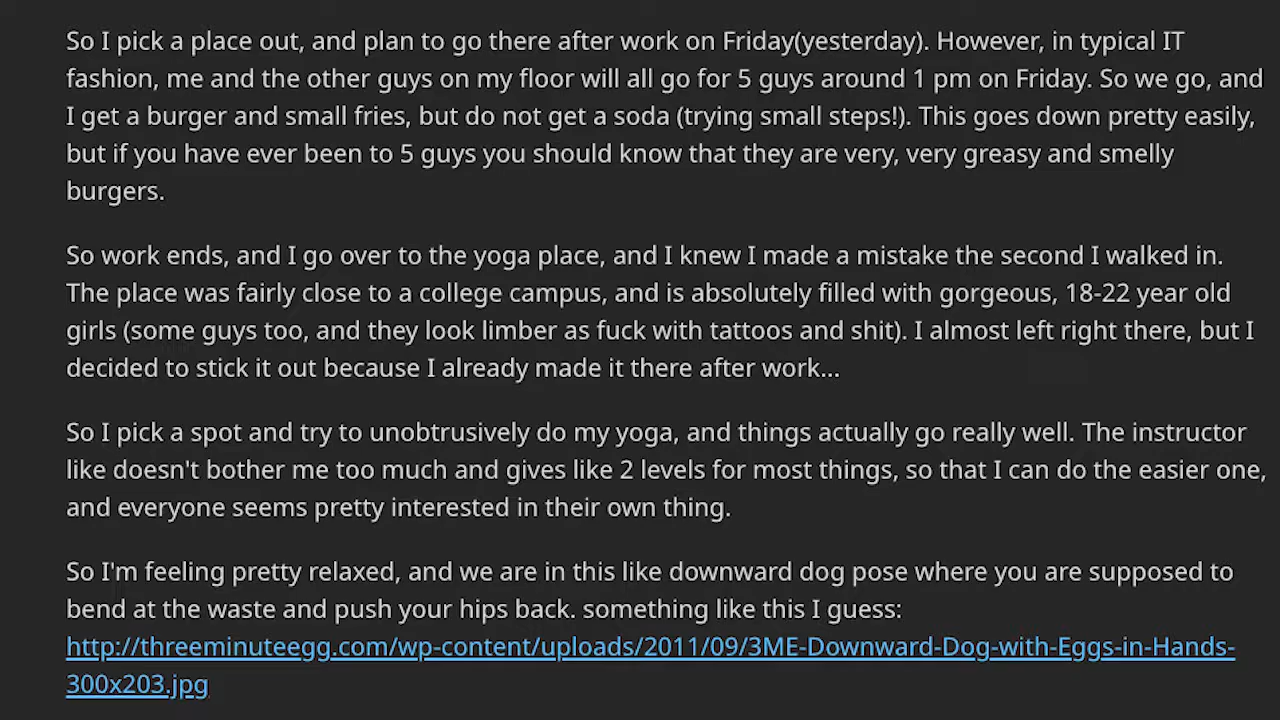 So I pick a place out, and plan to go there after work on Friday(yesterday). However, in typical IT
fashion, me and the other guys on my floor will all go for 5 guys around 1 pm on Friday. So we go, and
I get a burger and small fries, but do not get a soda (trying small steps!). This goes down pretty easily,
but if you have ever been to 5 guys you should know that they are very, very greasy and smelly
burgers.
So work ends, and I go over to the yoga place, and I knew I made a mistake the second I walked in.
The place was fairly close to a college campus, and is absolutely filled with gorgeous, 18-22 year old
girls (some guys too, and they look limber as fuck with tattoos and shit). I almost left right there, but I
decided to stick it out because I already made it there after work...
So I pick a spot and try to unobtrusively do my yoga, and things actually go really well. The instructor
like doesn't bother me too much and gives like 2 levels for most things, so that I can do the easier one,
and everyone seems pretty interested in their own thing.
So I'm feeling pretty relaxed, and we are in this like downward dog pose where you are supposed to
bend at the waste and push your hips back. something like this I guess:
http://threeminuteegg.com/wp-content/uploads/2011/09/3ME-Downward-Dog-with-Eggs-in-Hands-
300x203.jpg